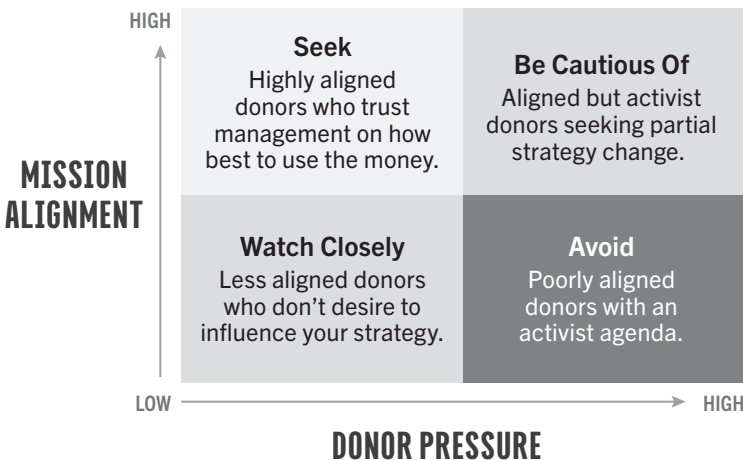 HIGH
Seek
Highly aligned
donors who trust
management on how
best to use the money.
Be Cautious Of
Aligned but activist
donors seeking partial
strategy change.
MISSION
ALIGNMENT
Watch Closely
Less aligned donors
who don’t desire to
influence your strategy.
Avoid
Poorly aligned
donors with an
activist agenda.
LOW
HIGH
DONOR PRESSURE